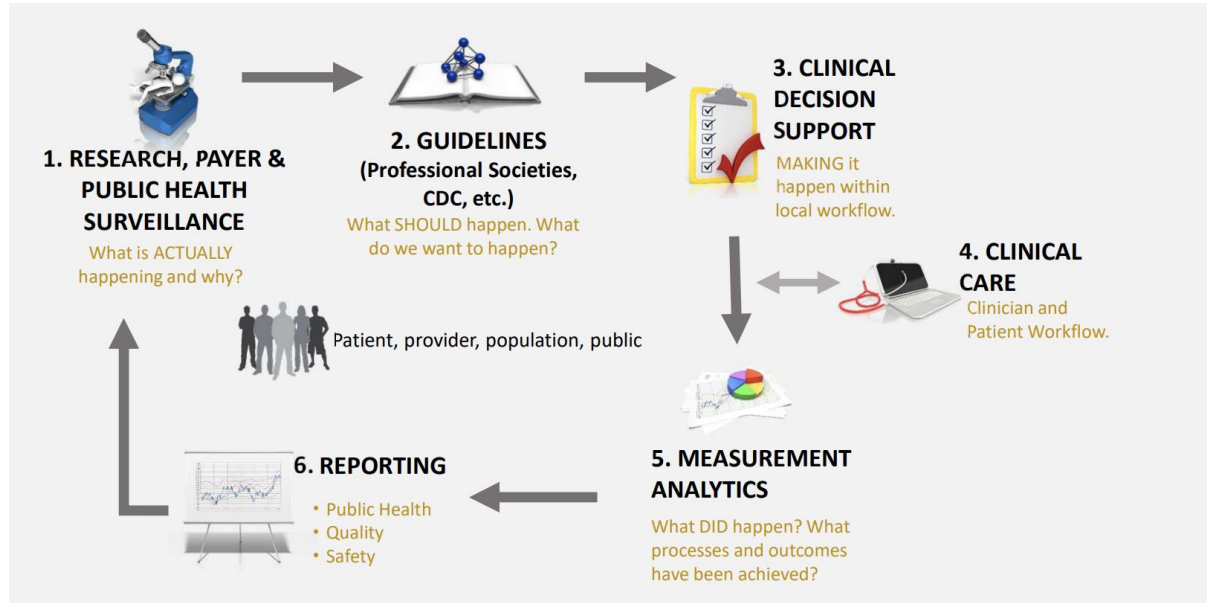 1. RESEARCH, PAYER &
PUBLIC HEALTH
SURVEILLANCE
What is ACTUALLY
happening and why?
2. GUIDELINES
(Professional Societies,
CDC, etc.)
What SHOULD happen. What
do we want to happen?
3. CLINICAL
DECISION
SUPPORT
MAKING it
happen within
local workflow.
4. CLINICAL
CARE
Clinician and
Patient Workflow.
Patient, provider, population, public
5. MEASUREMENT
ANALYTICS
What DID happen? What
processes and outcomes
have been achieved?
6. REPORTING
• Public Health
• Quality
• Safety